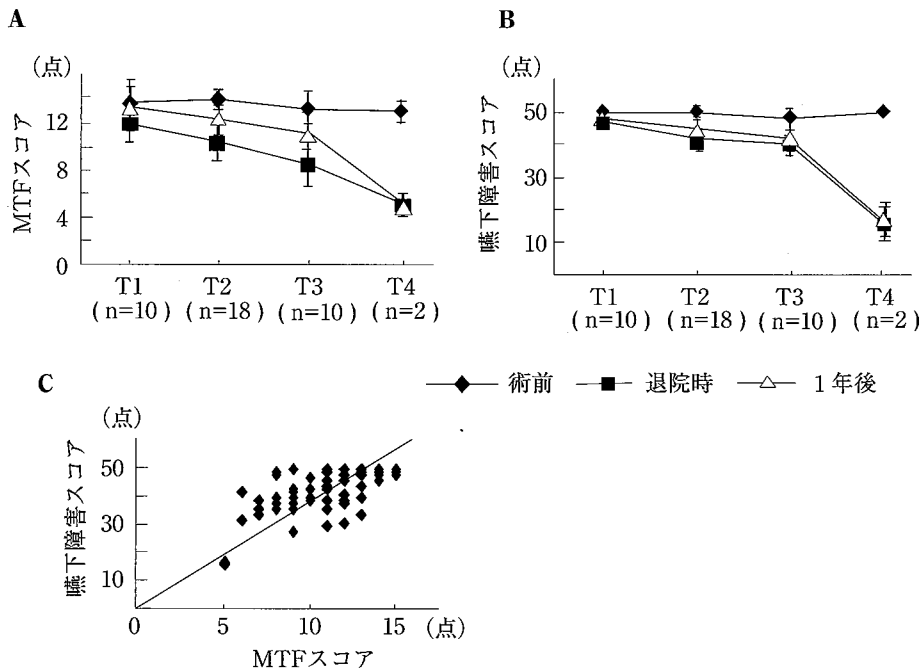 A
(点)
MTFスコア
12
8
4
0
T1
T2
T3
T4
(n=10)
(n=18)
(n=10)
(n=2)
B
(点)
嚥下障害スコア
50
30
10
T1
T2
T3
T4
(n=10)
(n=18)
(n=10)
(n=2)
術前
退院時
1年後
C
(点)
嚥下障害スコア
50
30
10
0
5
10
15
(点)
MTFスコア